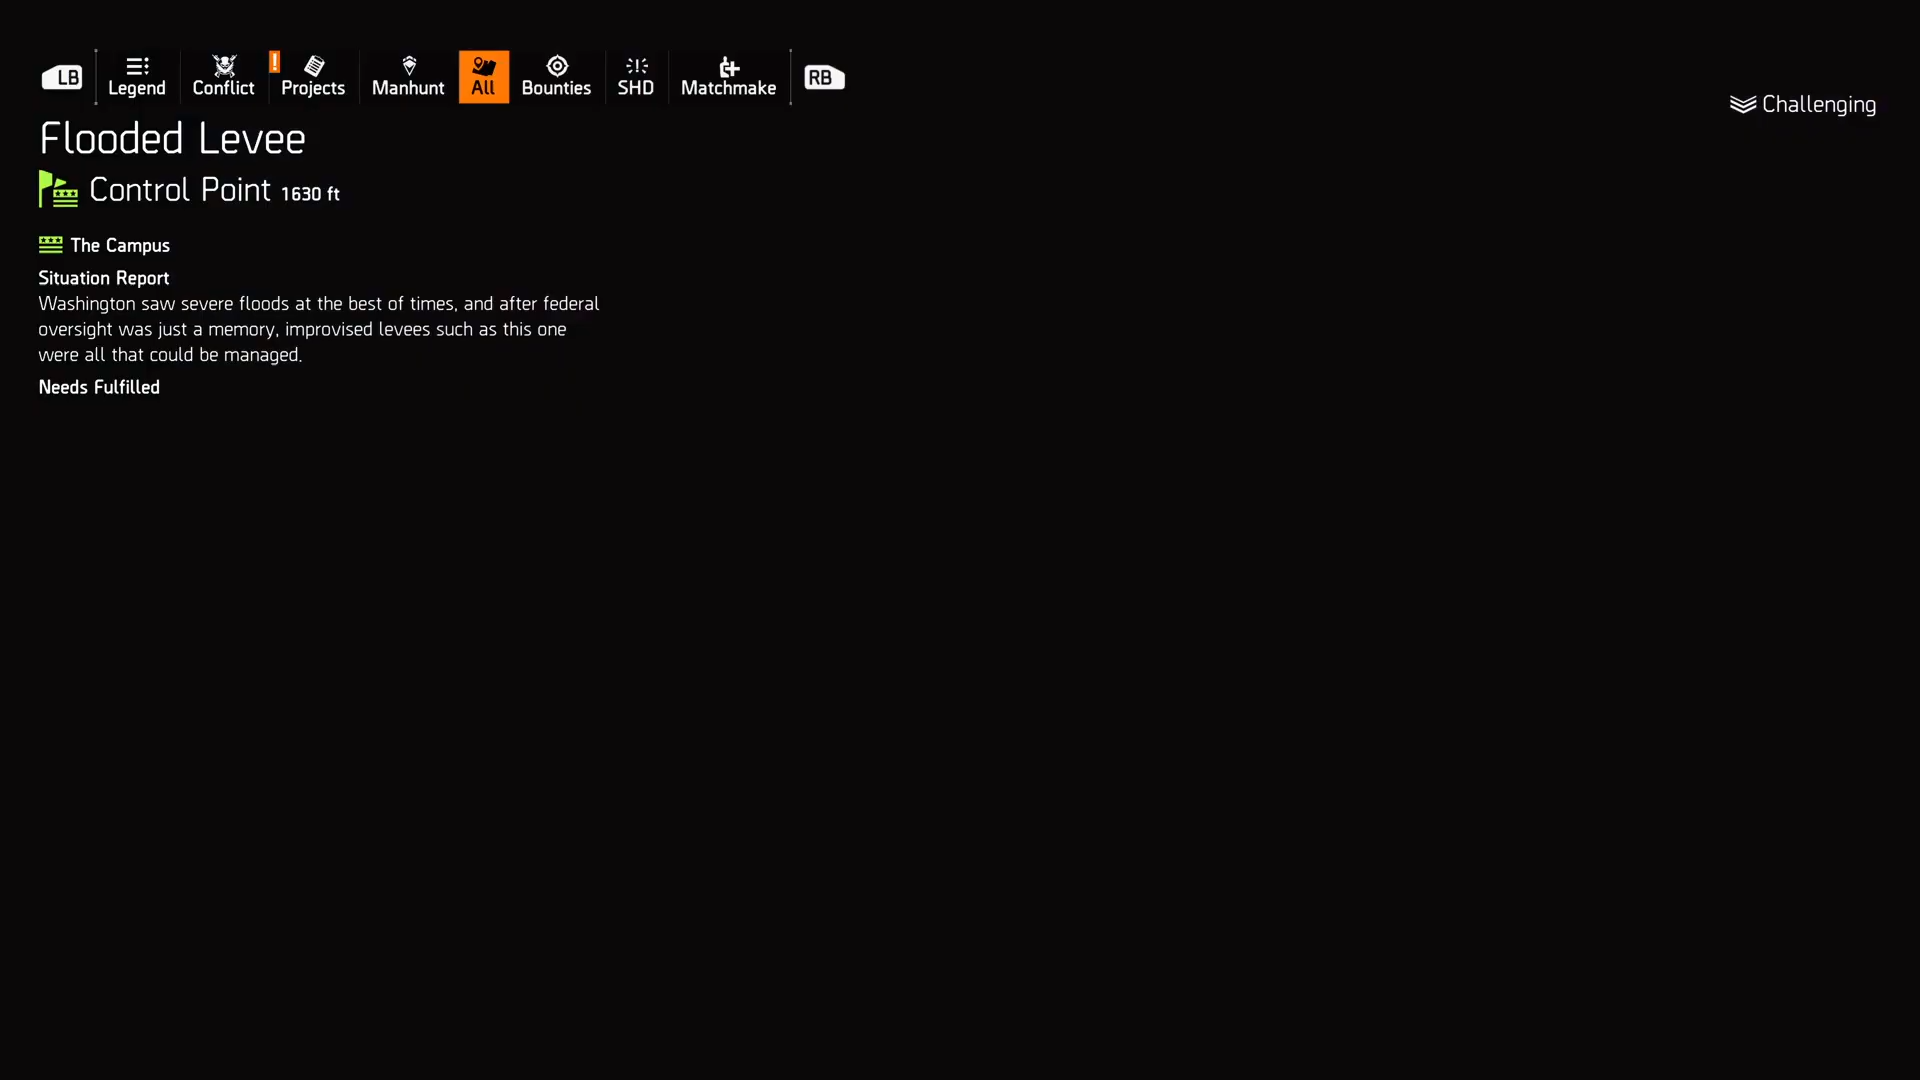 LB
Legend
Conflict
!
Projects
Manhunt
All
Bounties
SHD
Matchmake
RB
Challenging
Flooded Levee
Control Point 1630 ft
The Campus
Situation Report
Washington saw severe floods at the best of times, and after federal
oversight was just a memory, improvised levees such as this one
were all that could be managed.
Needs Fulfilled